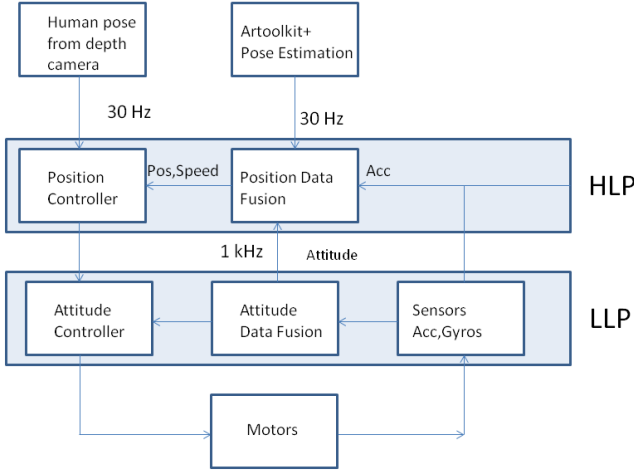 Human pose
from depth
camera
Artoolkit+
Pose Estimation
30 Hz
30 Hz
Position
Controller
Pos,Speed
Position Data
Fusion
Acc
HLP
1 kHz
Attitude
Attitude
Controller
Attitude
Data Fusion
Sensors
Acc,Gyros
LLP
Motors